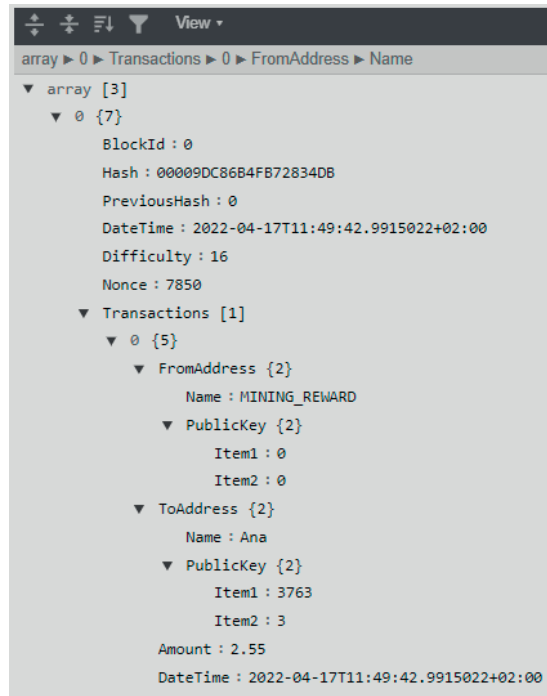 View
array ► 0 ► Transactions ► 0 ► FromAddress ► Name
array [3]
0 {7}
BlockId : 0
Hash : 00009DC86B4FB72834DB
PreviousHash : 0
DateTime : 2022-04-17T11:49:42.9915022+02:00
Difficulty : 16
Nonce : 7850
Transactions [1]
0 {5}
FromAddress {2}
Name : MINING_REWARD
PublicKey {2}
Item1 : 0
Item2 : 0
ToAddress {2}
Name : Ana
PublicKey {2}
Item1 : 3763
Item2 : 3
Amount : 2.55
DateTime : 2022-04-17T11:49:42.9915022+02:00